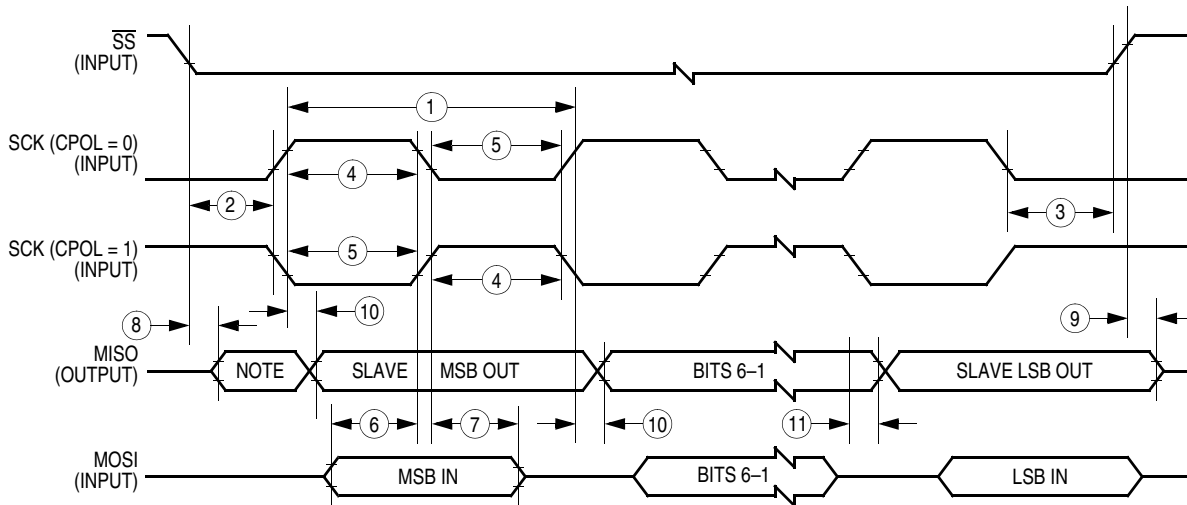 SS
(INPUT)
1
SCK (CPOL = 0)
(INPUT)
5
4
2
3
SCK (CPOL = 1)
(INPUT)
5
4
8
10
9
MISO
(OUTPUT)
NOTE
SLAVE MSB OUT
BITS 6–1
SLAVE LSB OUT
6
7
10
11
MOSI
(INPUT)
MSB IN
BITS 6–1
LSB IN